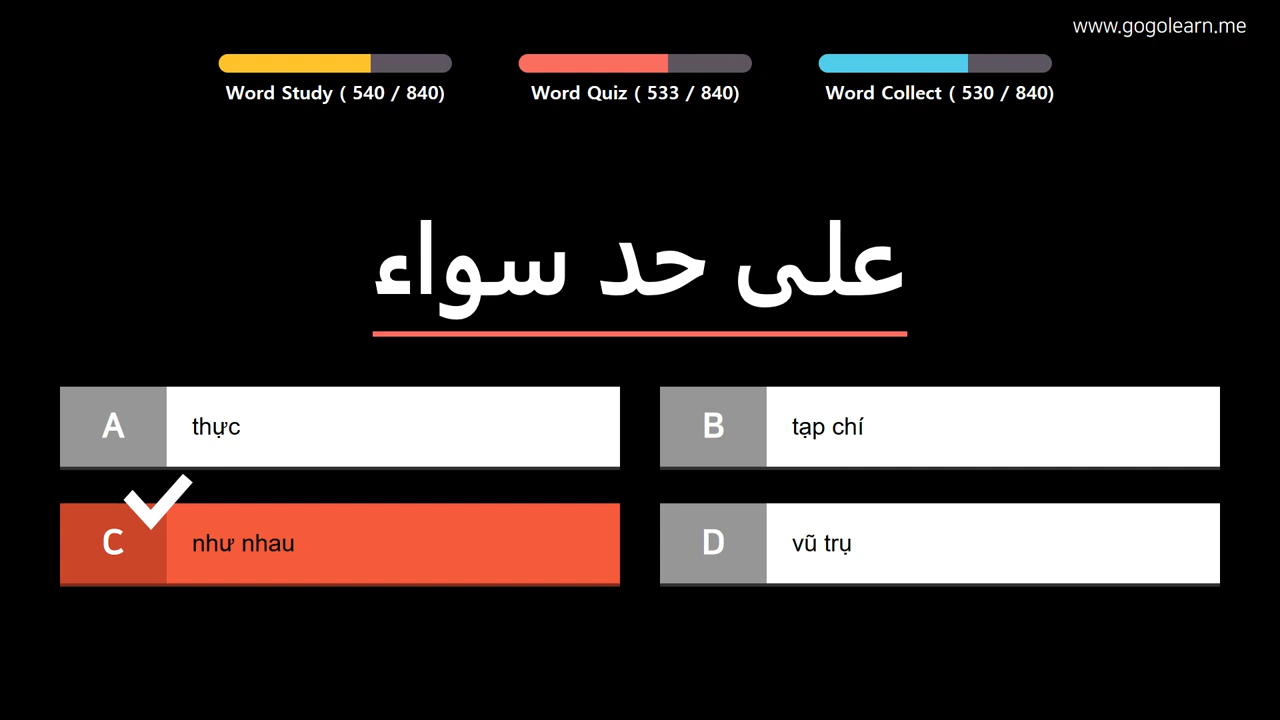 www.gogolearn.me
Word Study ( 540 / 840)
Word Quiz ( 533 / 840)
Word Collect ( 530 / 840)
على حد سواء
A thực
B tạp chí
C như nhau
D vũ trụ